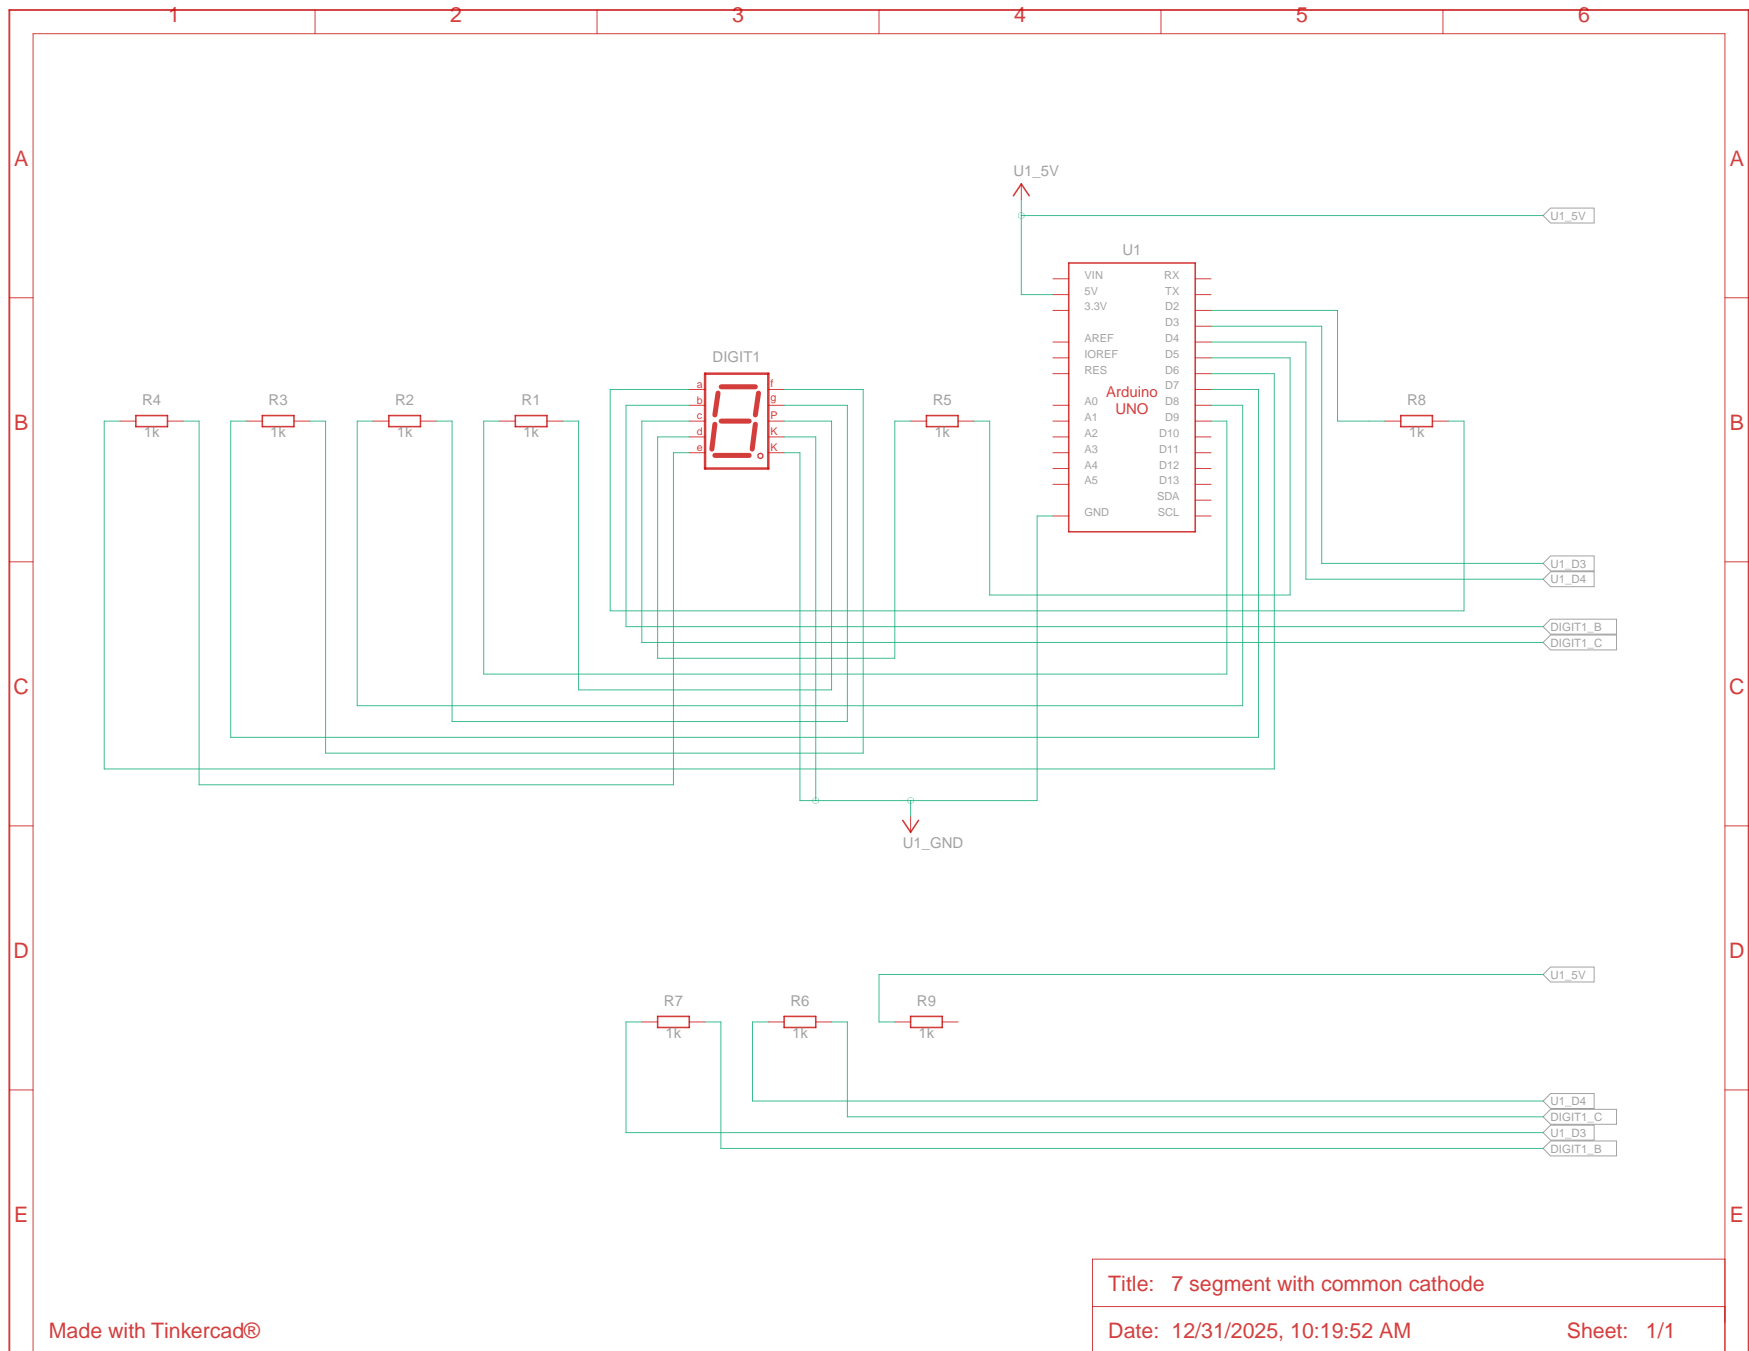 1 2 3 4 5 6
A A
U1_5V
U1_5V
U1
VIN RX
5V TX
3.3V D2
D3
AREF D4
IOREF D5
RES D6
D7
A0 D8
A1 D9
A2 D10
A3 D11
A4 D12
A5 D13
SDA
GND SCL
Arduino
UNO
DIGIT1
a f
b g
c P
d K
e K
B B
R4 R3 R2 R1 R5 R8
1k 1k 1k 1k 1k 1k
U1_D3
U1_D4
DIGIT1_B
DIGIT1_C
C C
U1_GND
D D
U1_5V
R7 R6 R9
1k 1k 1k
U1_D4
DIGIT1_C
U1_D3
DIGIT1_B
E E
Title: 7 segment with common cathode
Made with Tinkercad®
Date: 12/31/2025, 10:19:52 AM Sheet: 1/1